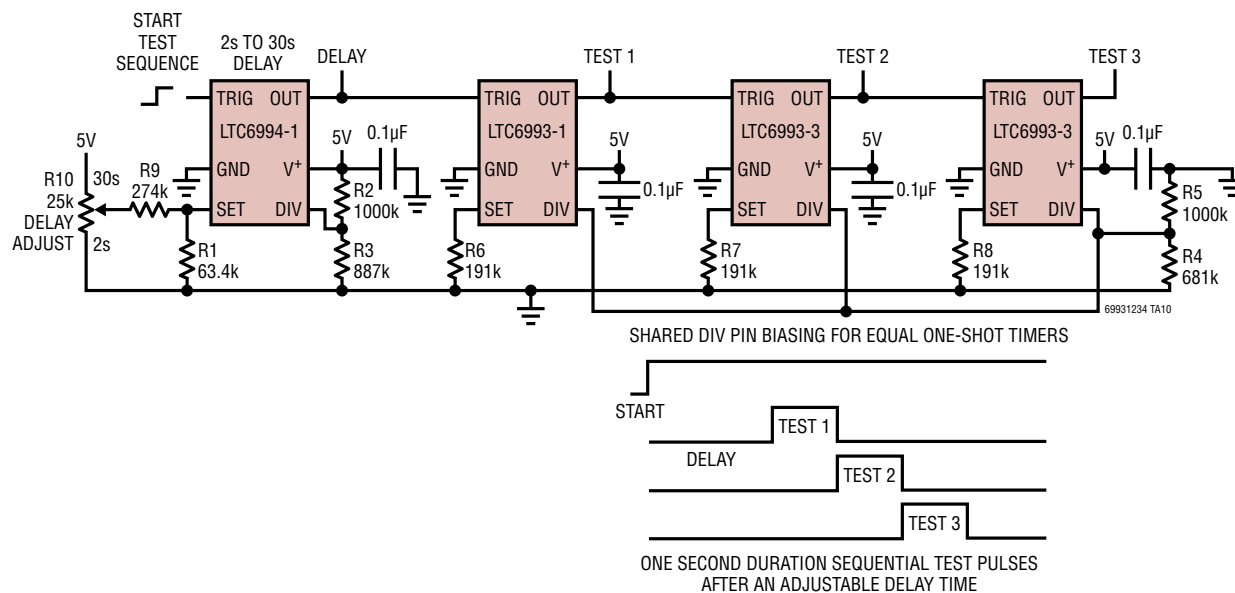 START
TEST
SEQUENCE
2s TO 30s
DELAY
DELAY
TEST 1
TEST 2
TEST 3
TRIG OUT
LTC6994-1
GND V+
SET DIV
TRIG OUT
LTC6993-1
GND V+
SET DIV
TRIG OUT
LTC6993-3
GND V+
SET DIV
TRIG OUT
LTC6993-3
GND V+
SET DIV
5V
R10
25k
DELAY
ADJUST
30s
2s
R9
274k
R1
63.4k
5V
0.1µF
R2
1000k
R3
887k
R6
191k
5V
0.1µF
R7
191k
5V
0.1µF
R8
191k
5V
0.1µF
R5
1000k
R4
681k
69931234 TA10
SHARED DIV PIN BIASING FOR EQUAL ONE-SHOT TIMERS
START
TEST 1
DELAY
TEST 2
TEST 3
ONE SECOND DURATION SEQUENTIAL TEST PULSES
AFTER AN ADJUSTABLE DELAY TIME